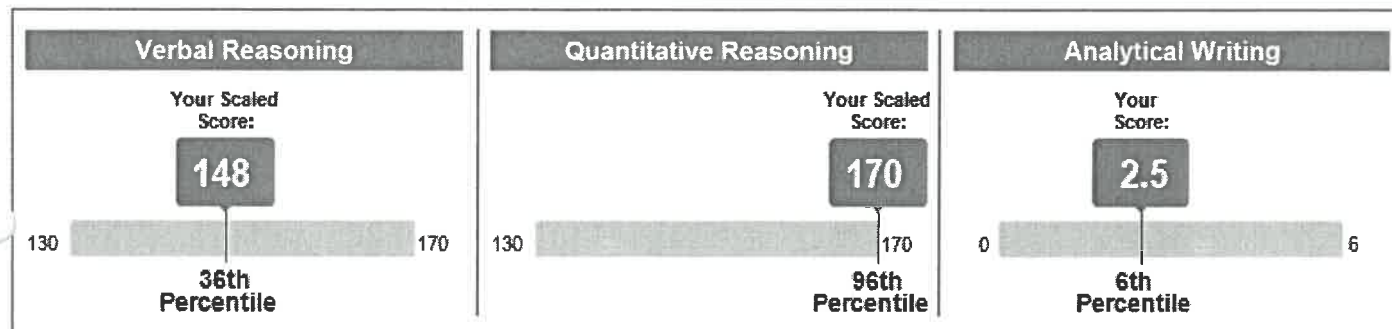 Verbal Reasoning
Your Scaled
Score:
148
130
170
36th
Percentile
Quantitative Reasoning
Your Scaled
Score:
170
130
170
96th
Percentile
Analytical Writing
Your
Score:
2.5
0
6
6th
Percentile